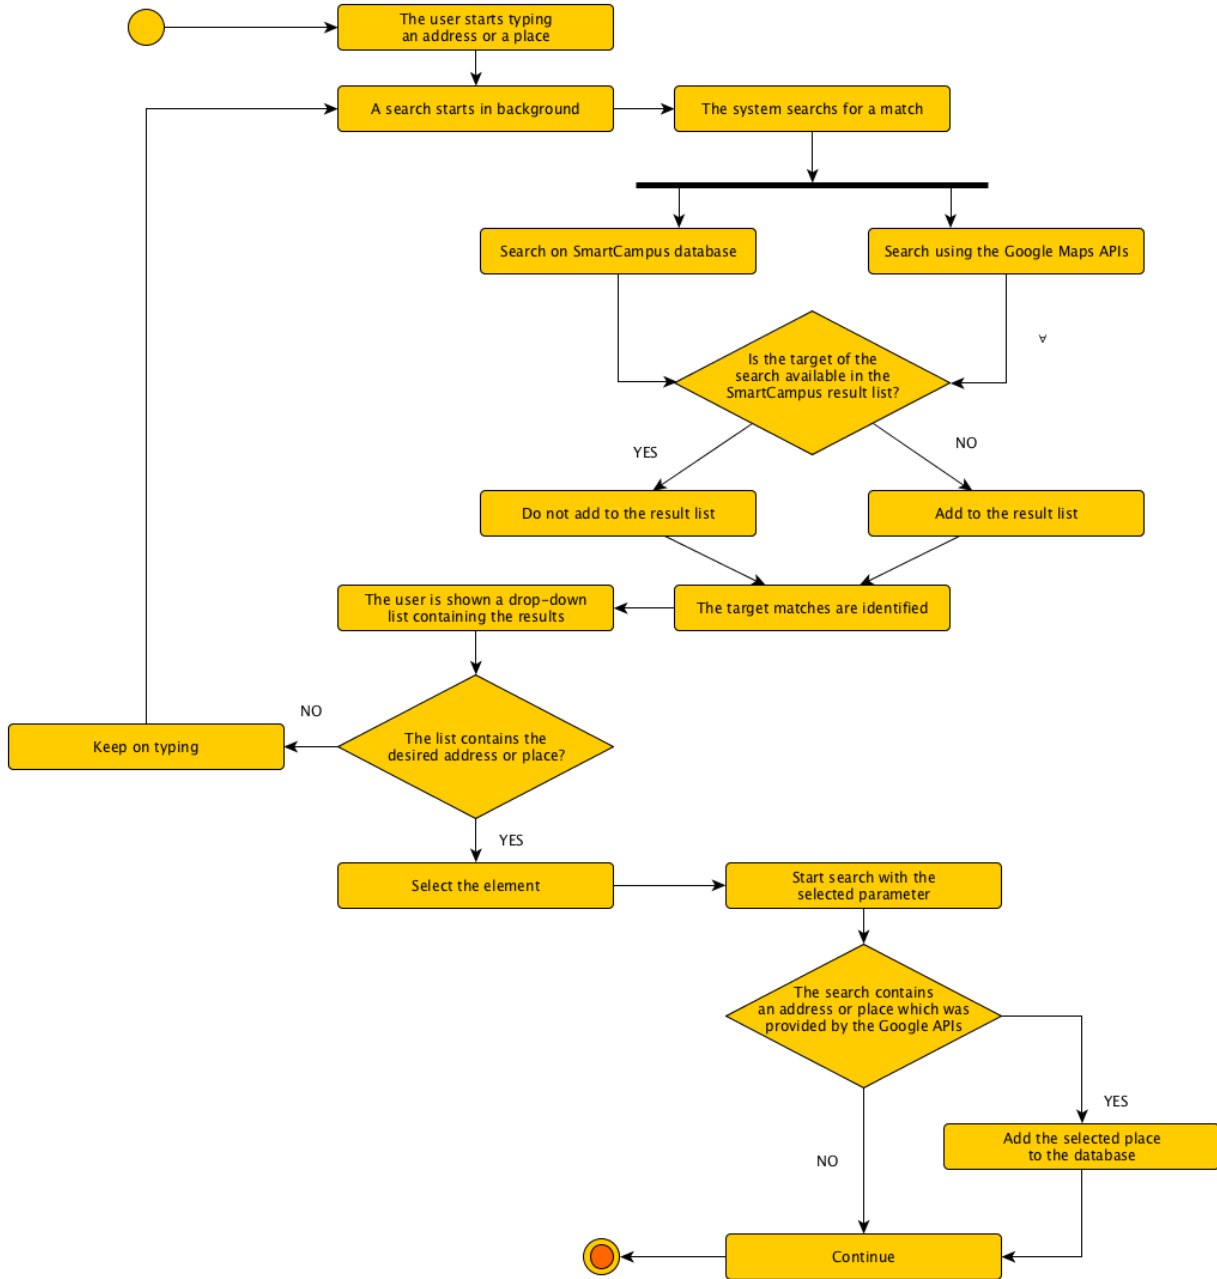 The user starts typing
an address or a place
A search starts in background
The system searchs for a match
Search on SmartCampus database
Search using the Google Maps APIs
∀
Is the target of the
search available in the
SmartCampus result list?
YES
NO
Do not add to the result list
Add to the result list
The user is shown a drop-down
list containing the results
The target matches are identified
NO
Keep on typing
The list contains the
desired address or place?
YES
Select the element
Start search with the
selected parameter
The search contains
an address or place which was
provided by the Google APIs
YES
Add the selected place
to the database
NO
Continue